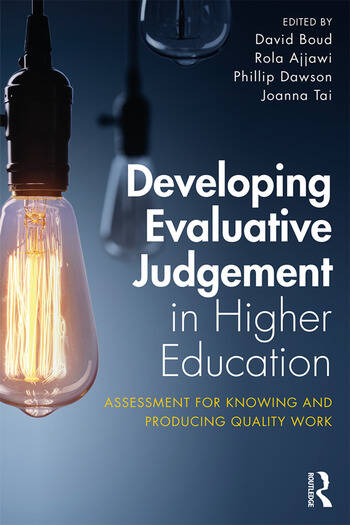 EDITED BY
David Boud
Rola Ajjawi
Phillip Dawson
Joanna Tai
Developing
Evaluative
Judgement
in Higher
Education
ASSESSMENT FOR KNOWING AND
PRODUCING QUALITY WORK
ROUTLEDGE